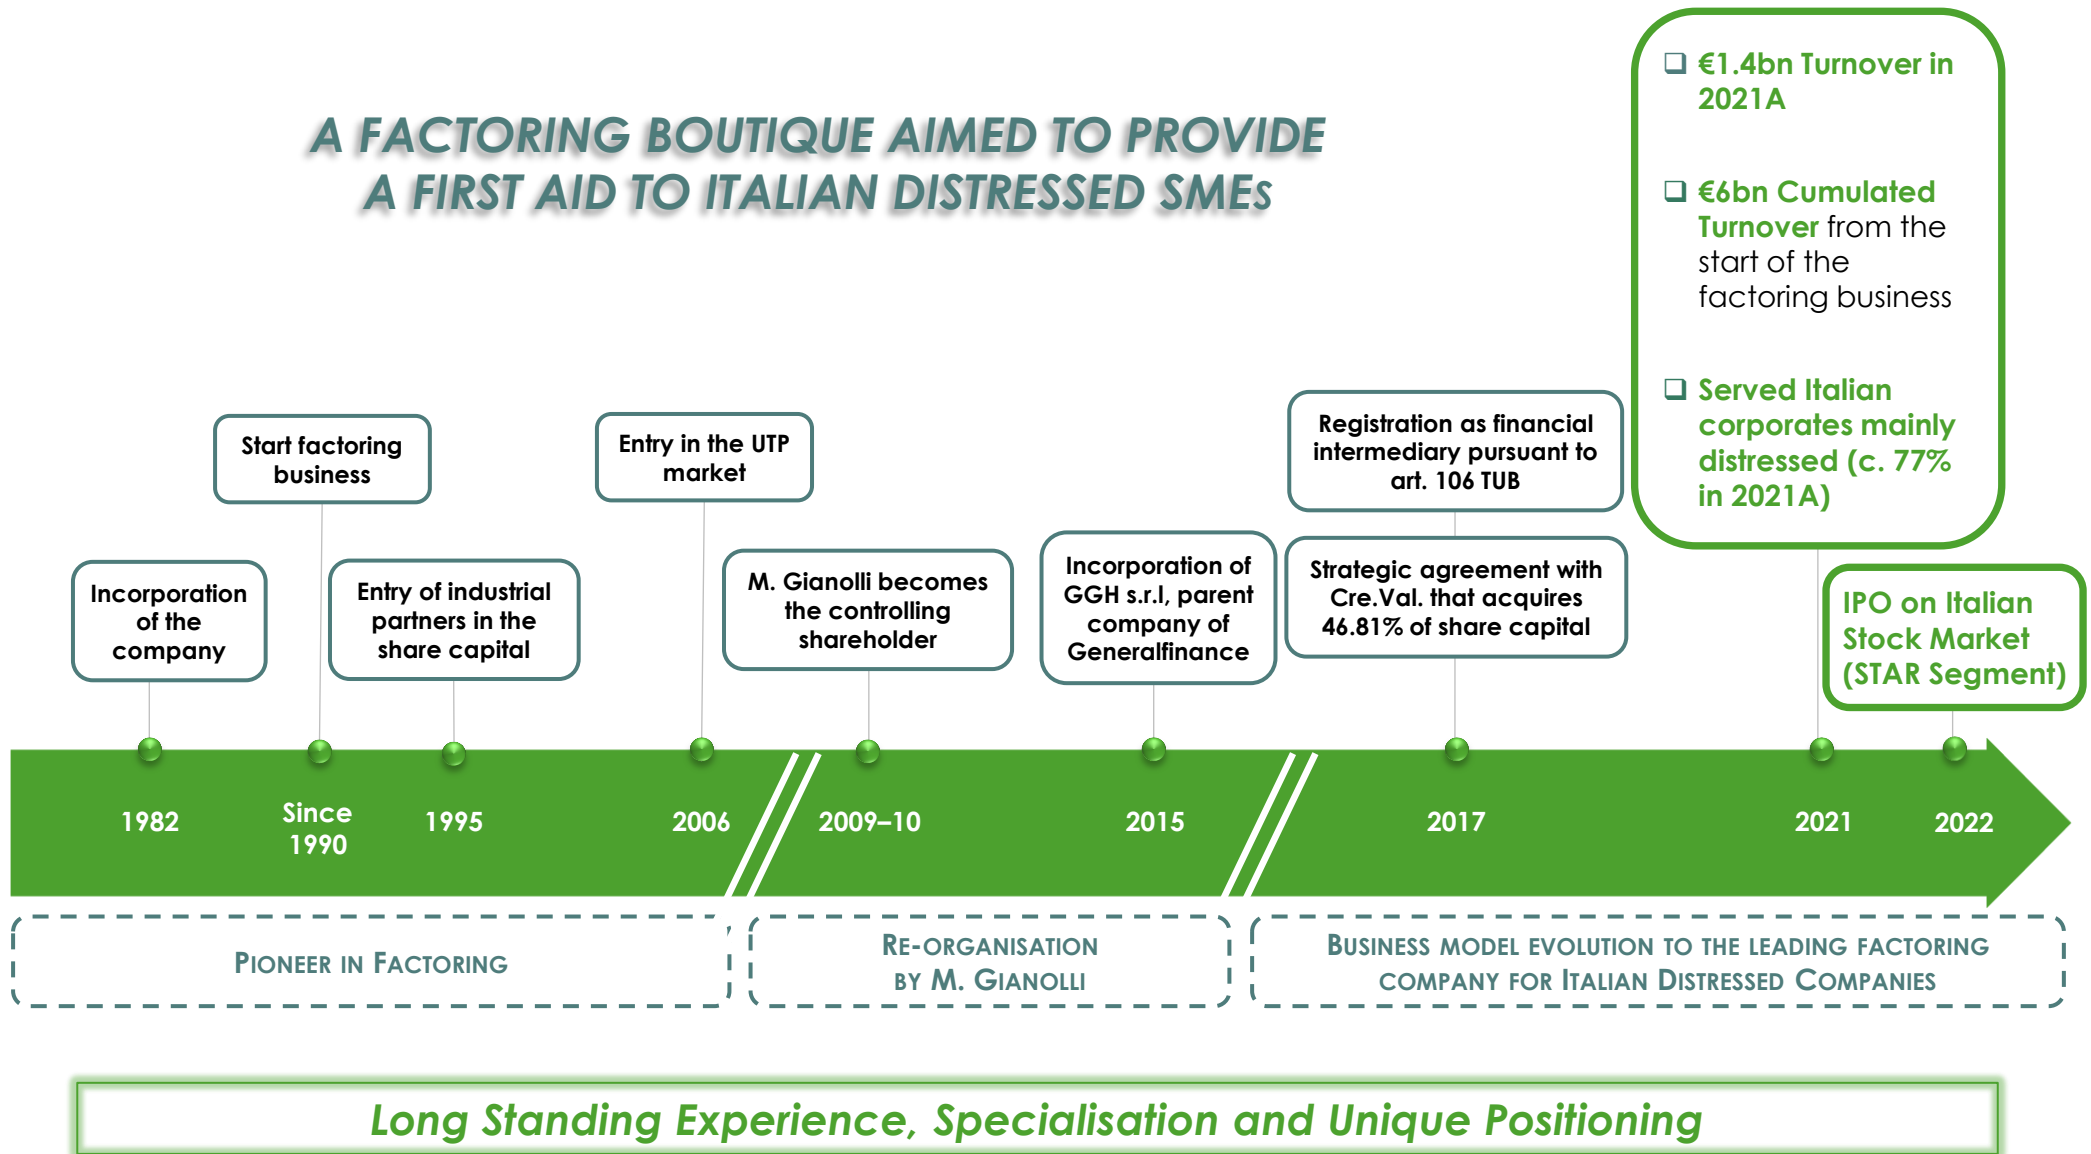 A FACTORING BOUTIQUE AIMED TO PROVIDE
A FIRST AID TO ITALIAN DISTRESSED SMES
❑ €1.4bn Turnover in
2021A
❑ €6bn Cumulated
Turnover from the
start of the
factoring business
❑ Served Italian
corporates mainly
distressed (c. 77%
in 2021A)
Incorporation
of the
company
Start factoring
business
Entry of industrial
partners in the
share capital
Entry in the UTP
market
M. Gianolli becomes
the controlling
shareholder
Incorporation of
GGH s.r.l, parent
company of
Generalfinance
Registration as financial
intermediary pursuant to
art. 106 TUB
Strategic agreement with
Cre.Val. that acquires
46.81% of share capital
IPO on Italian
Stock Market
(STAR Segment)
1982
Since
1990
1995
2006
2009–10
2015
2017
2021
2022
PIONEER IN FACTORING
RE-ORGANISATION
BY M. GIANOLLI
BUSINESS MODEL EVOLUTION TO THE LEADING FACTORING
COMPANY FOR ITALIAN DISTRESSED COMPANIES
Long Standing Experience, Specialisation and Unique Positioning